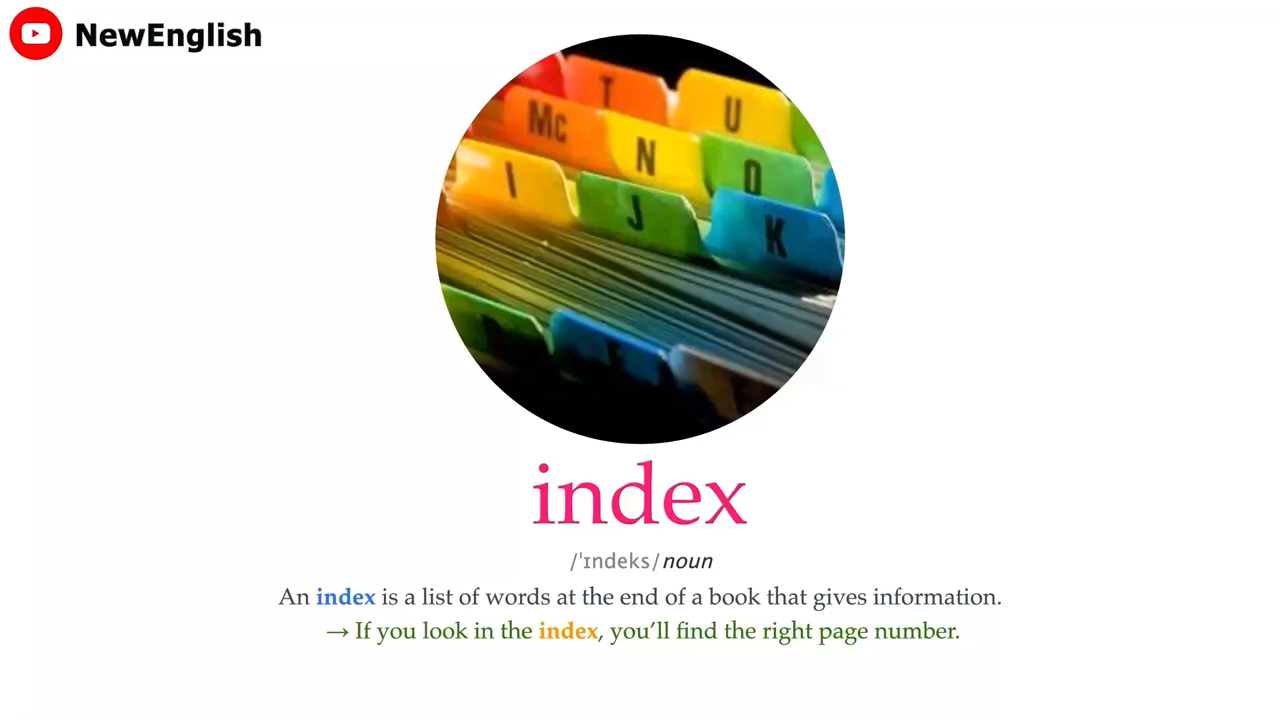 NewEnglish
T U
Mc N O
I J K
index
/ˈɪndeks/noun
An index is a list of words at the end of a book that gives information.
→ If you look in the index, you’ll find the right page number.